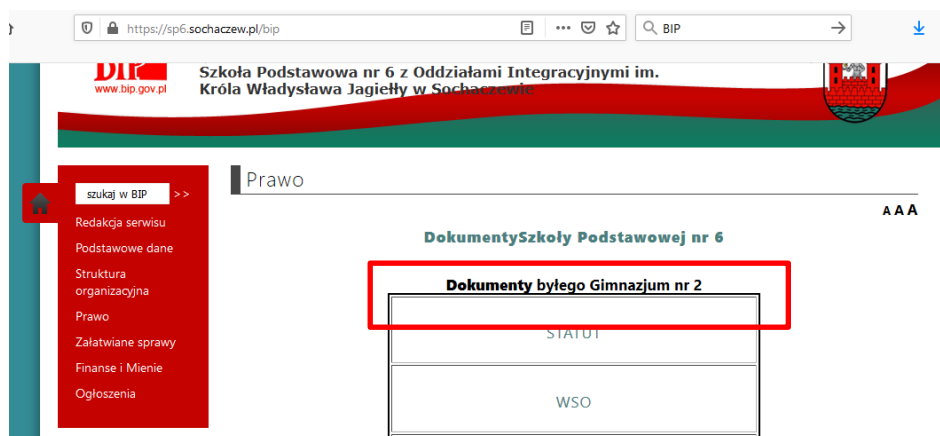 https://sp6.sochaczew.pl/bip
BIP
www.bip.gov.pl
Szkoła Podstawowa nr 6 z Oddziałami Integracyjnymi im.
Króla Władysława Jagiełły w Sochaczewie
szukaj w BIP >>
Redakcja serwisu
Podstawowe dane
Struktura
organizacyjna
Prawo
Załatwiane sprawy
Finanse i Mienie
Ogłoszenia
Prawo
A A A
DokumentySzkoły Podstawowej nr 6
Dokumenty byłego Gimnazjum nr 2
STATUT
WSO